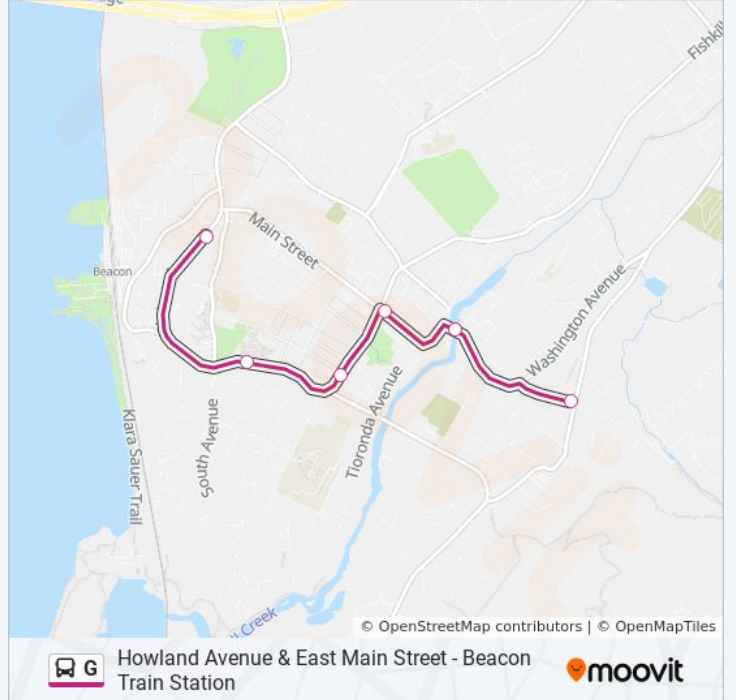 Fishkill
Main Street
Beacon
Washington Avenue
Tioronda Avenue
South Avenue
Klara Sauer Trail
Creek
© OpenStreetMap contributors | © OpenMapTiles
G
Howland Avenue & East Main Street - Beacon
Train Station
moovit